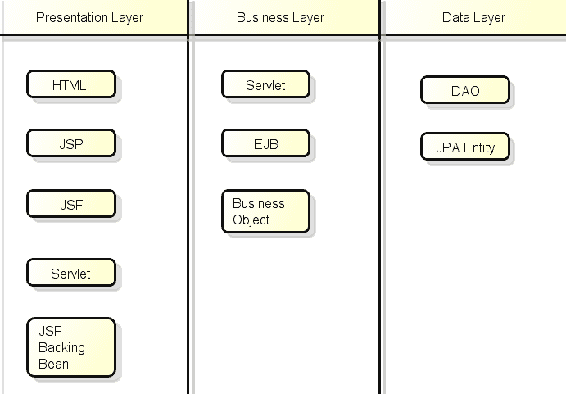 Presentation Layer
Business Layer
Data Layer
HTML
JSP
JSF
Servlet
JSF
Backing
Bean
Servlet
EJB
Business
Object
DAO
JPA Entity